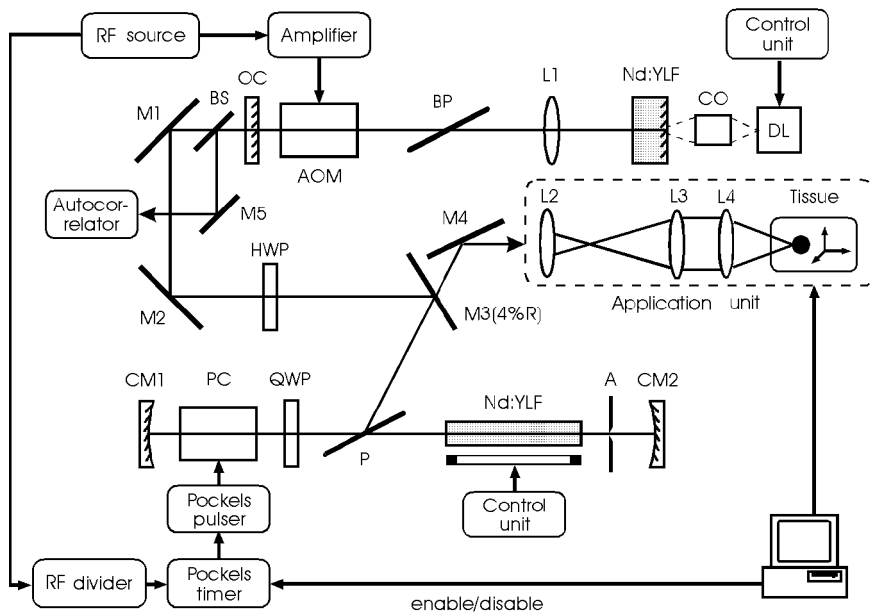 RF source
Amplifier
Control
unit
M1
BS
OC
AOM
BP
L1
Nd:YLF
CO
DL
Autocor-
relator
M5
M4
L2
L3
L4
Tissue
HWP
M2
M3(4%R)
Application unit
CM1
PC
QWP
P
Nd:YLF
A
CM2
Pockels
pulser
Control
unit
RF divider
Pockels
timer
enable/disable